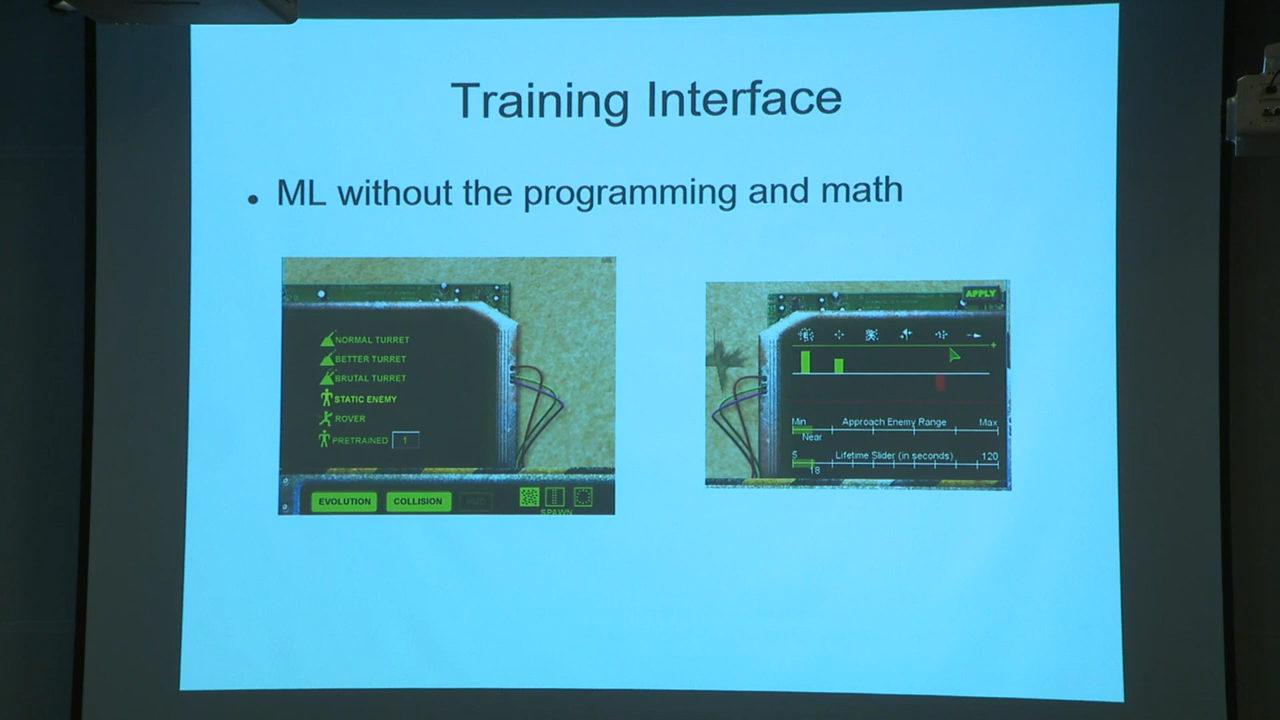 Training Interface
• ML without the programming and math
NORMAL TURRET
BETTER TURRET
BRUTAL TURRET
STATIC ENEMY
ROVER
PRETRAINED 1
EVOLUTION COLLISION
SPAWN
APPLY
Min Approach Enemy Range Max
Near
5 Lifetime Slider (in seconds) 120
18